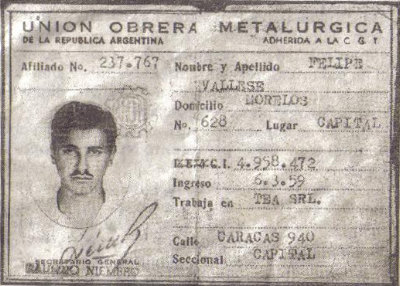 UNION OBRERA METALURGICA
DE LA REPUBLICA ARGENTINA ADHERIDA A LA C G T
Afiliado No. 237.767
Nombre y Apellido FELIPE
VALLESE
Domicilio MORELOS
No. 628 Lugar CAPITAL
C.I. 4.958.472
Ingreso 6.3.59
Trabaja en TEA SRL.
Calle CARACAS 940
Seccional CAPITAL
SECRETARIO GENERAL